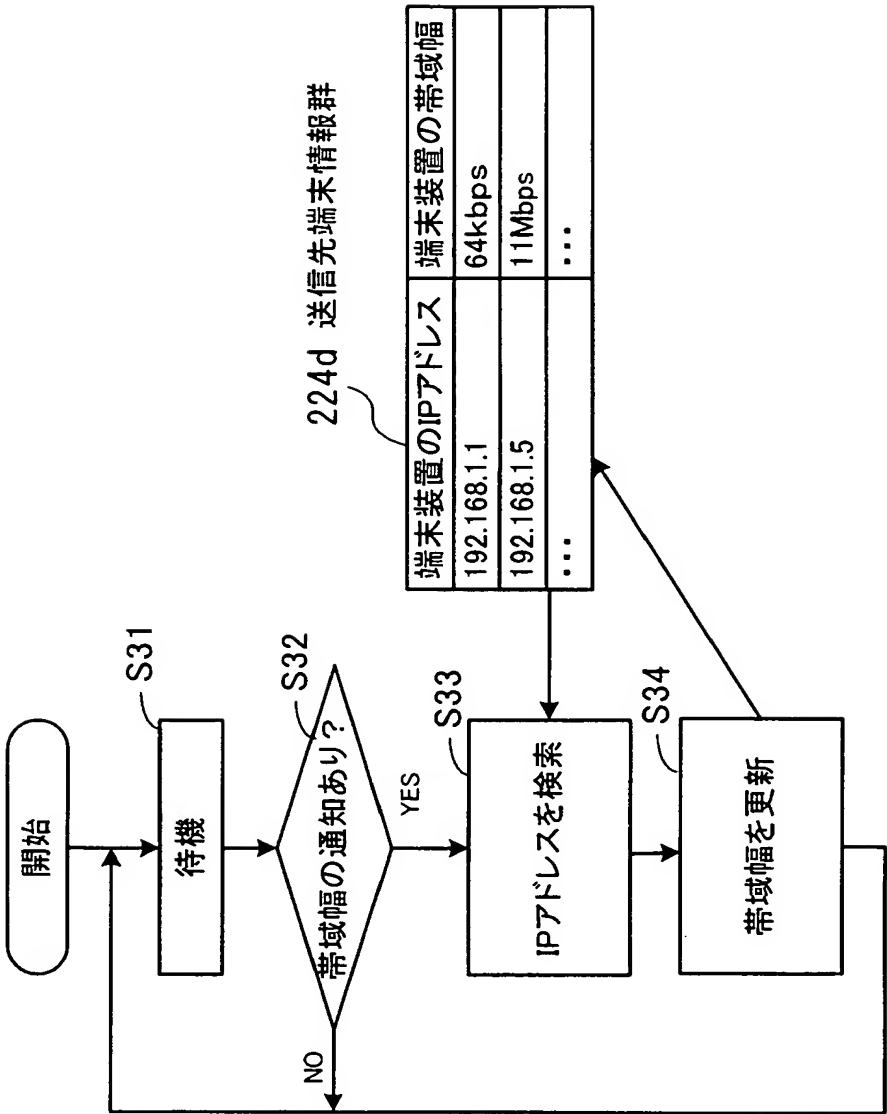 開始
S31
待機
S32
帯域幅の通知あり?
NO
YES
S33
IPアドレスを検索
S34
帯域幅を更新
224d 送信先端末情報群
端末装置のIPアドレス 端末装置の帯域幅
192.168.1.1 64kbps
192.168.1.5 11Mbps
... ...